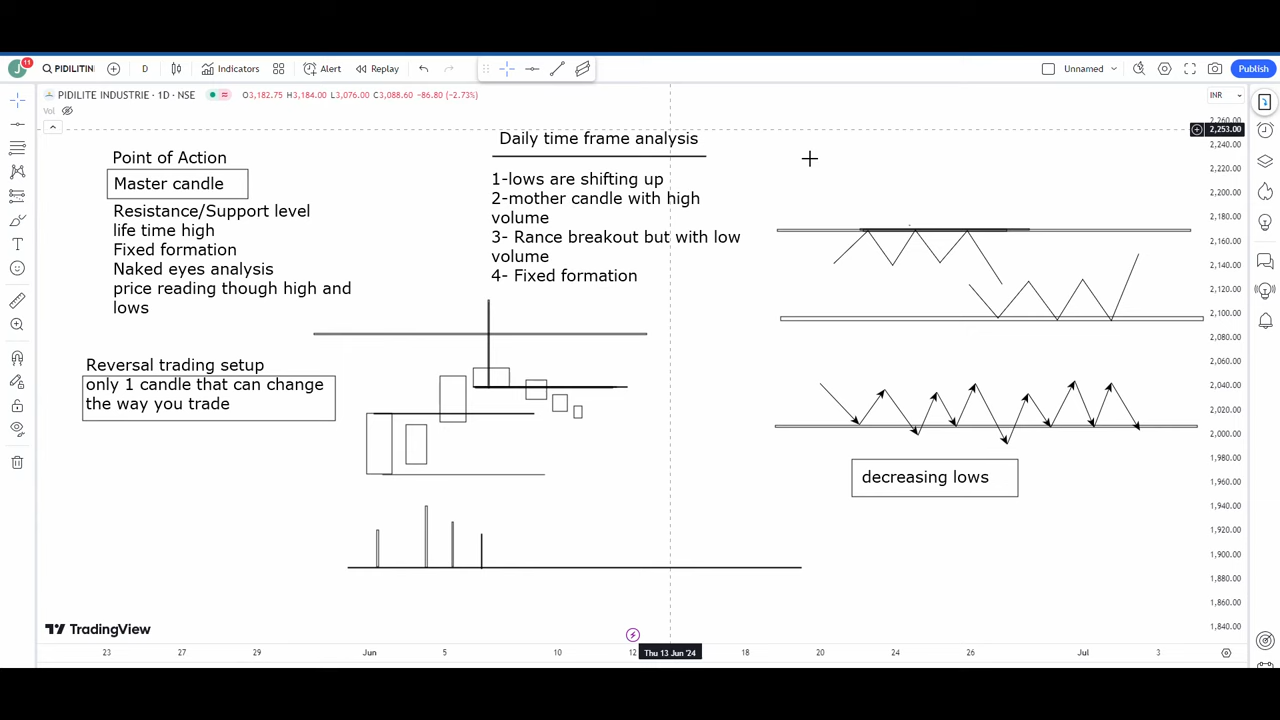 J 11 PIDILITIN D Indicators Alert Replay Unnamed Publish
PIDILITE INDUSTRIE · 1D · NSE O3,182.75 H3,184.00 L3,076.00 C3,088.60 -86.80 (-2.73%) INR
Vol
Point of Action
Master candle
Resistance/Support level
life time high
Fixed formation
Naked eyes analysis
price reading though high and
lows
Reversal trading setup
only 1 candle that can change
the way you trade
Daily time frame analysis
1-lows are shifting up
2-mother candle with high
volume
3- Rance breakout but with low
volume
4- Fixed formation
decreasing lows
2,260.00
2,253.00
2,240.00
2,220.00
2,200.00
2,180.00
2,160.00
2,140.00
2,120.00
2,100.00
2,080.00
2,060.00
2,040.00
2,020.00
2,000.00
1,980.00
1,960.00
1,940.00
1,920.00
1,900.00
1,880.00
1,860.00
1,840.00
TradingView
23 27 29 Jun 5 10 12 Thu 13 Jun '24 18 20 24 26 Jul 3